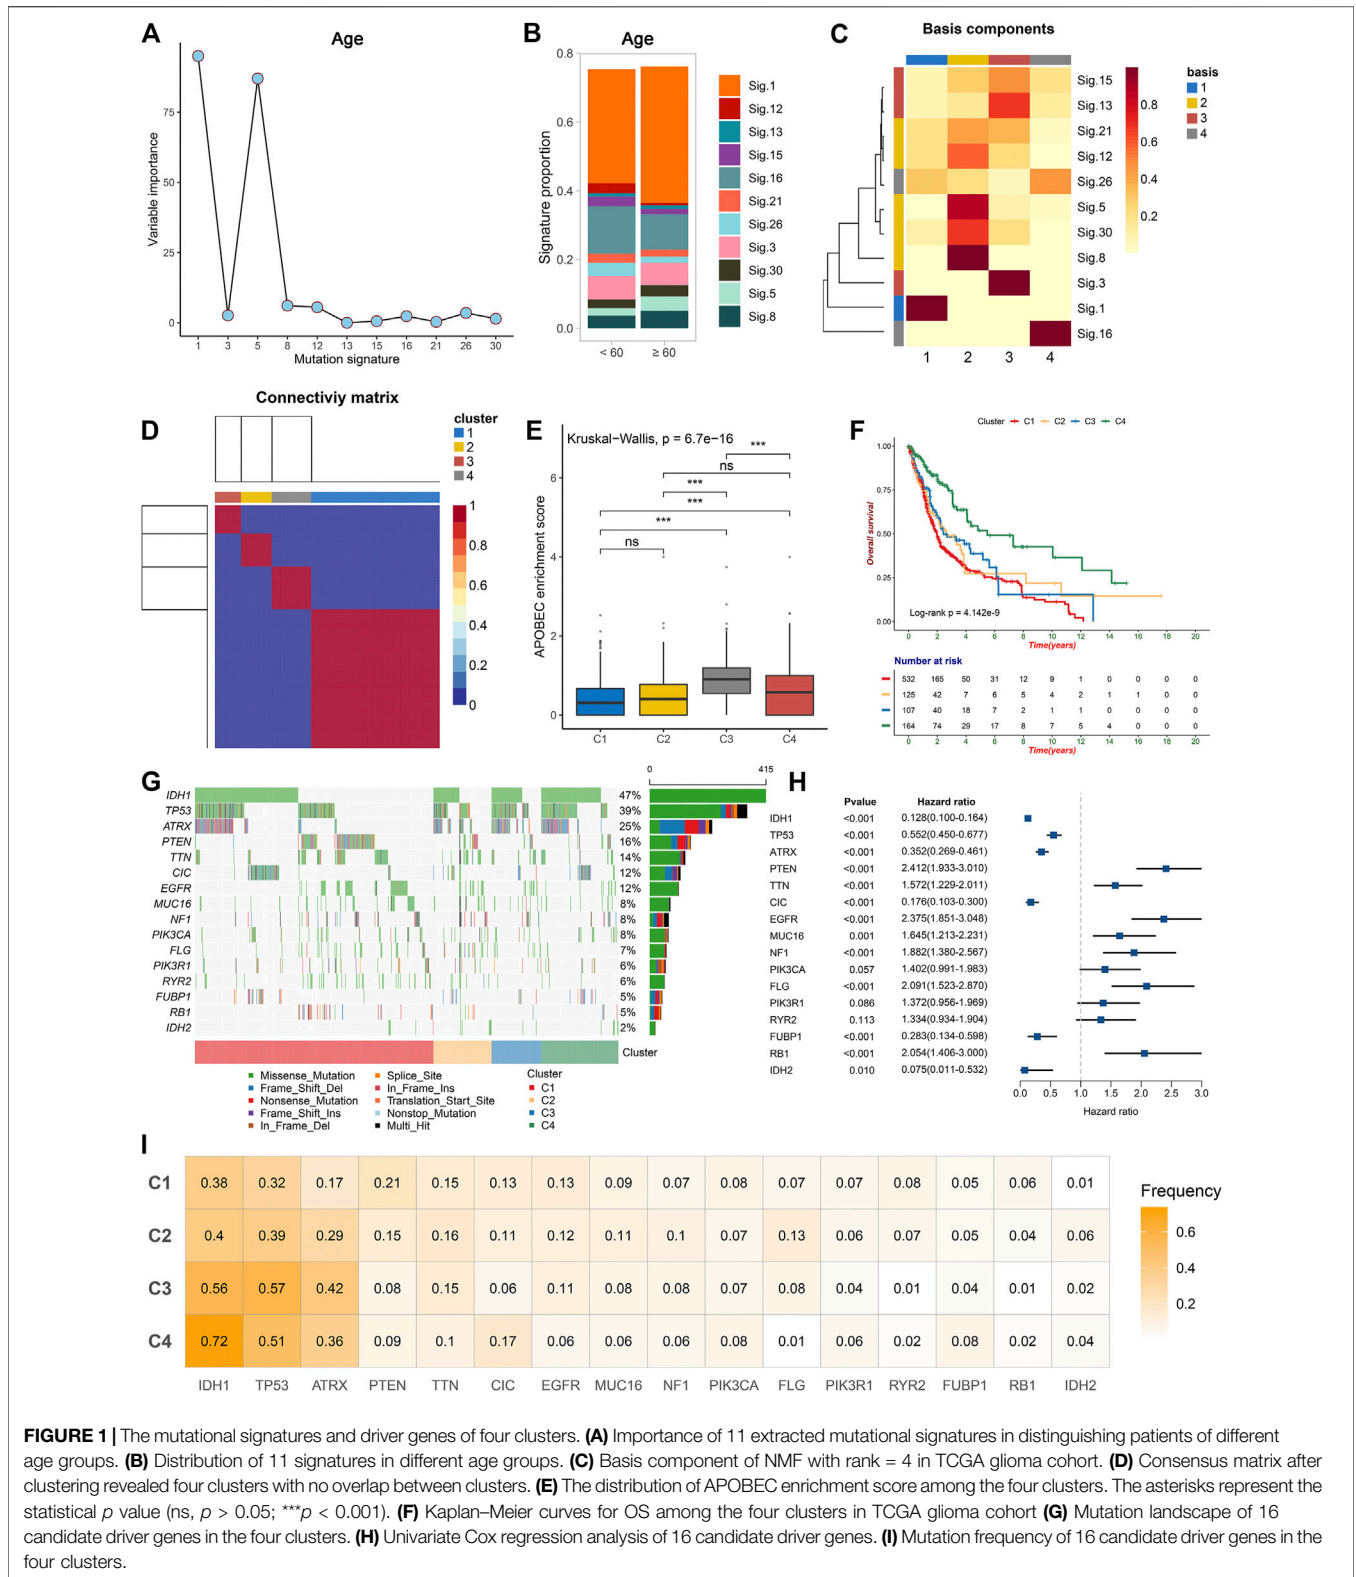 A
Age
Variable importance
75
50
25
0
1 3 5 8 12 13 15 16 21 26 30
Mutation signature
B
Age
Signature proportion
0.8
0.6
0.4
0.2
0.0
< 60 ≥ 60
Sig.1
Sig.12
Sig.13
Sig.15
Sig.16
Sig.21
Sig.26
Sig.3
Sig.30
Sig.5
Sig.8
C
Basis components
Sig.15
Sig.13
Sig.21
Sig.12
Sig.26
Sig.5
Sig.30
Sig.8
Sig.3
Sig.1
Sig.16
1 2 3 4
0.8
0.6
0.4
0.2
basis
1
2
3
4
D
Connectiviy matrix
cluster
1
2
3
4
1
0.8
0.6
0.4
0.2
0
E
Kruskal−Wallis, p = 6.7e−16
***
ns
***
***
***
ns
APOBEC enrichment score
6
4
2
0
C1 C2 C3 C4
F
Cluster C1 C2 C3 C4
Overall survival
1.00
0.75
0.50
0.25
0.00
Log-rank p = 4.142e-9
0 2 4 6 8 10 12 14 16 18 20
Time(years)
Number at risk
532 165 50 31 12 9 1 0 0 0 0
125 42 7 6 5 4 2 1 1 0 0
107 40 18 7 2 1 1 0 0 0 0
164 74 29 17 8 7 5 4 0 0 0
0 2 4 6 8 10 12 14 16 18 20
Time(years)
G
0 415
IDH1 47%
TP53 39%
ATRX 25%
PTEN 16%
TTN 14%
CIC 12%
EGFR 12%
MUC16 8%
NF1 8%
PIK3CA 8%
FLG 7%
PIK3R1 6%
RYR2 6%
FUBP1 5%
RB1 5%
IDH2 2%
Cluster
Missense_Mutation
Frame_Shift_Del
Nonsense_Mutation
Frame_Shift_Ins
In_Frame_Del
Splice_Site
In_Frame_Ins
Translation_Start_Site
Nonstop_Mutation
Multi_Hit
Cluster
C1
C2
C3
C4
H
Pvalue Hazard ratio
IDH1 <0.001 0.128(0.100-0.164)
TP53 <0.001 0.552(0.450-0.677)
ATRX <0.001 0.352(0.269-0.461)
PTEN <0.001 2.412(1.933-3.010)
TTN <0.001 1.572(1.229-2.011)
CIC <0.001 0.176(0.103-0.300)
EGFR <0.001 2.375(1.851-3.048)
MUC16 0.001 1.645(1.213-2.231)
NF1 <0.001 1.882(1.380-2.567)
PIK3CA 0.057 1.402(0.991-1.983)
FLG <0.001 2.091(1.523-2.870)
PIK3R1 0.086 1.372(0.956-1.969)
RYR2 0.113 1.334(0.934-1.904)
FUBP1 <0.001 0.283(0.134-0.598)
RB1 <0.001 2.054(1.406-3.000)
IDH2 0.010 0.075(0.011-0.532)
0.0 0.5 1.0 1.5 2.0 2.5 3.0
Hazard ratio
I
C1 0.38 0.32 0.17 0.21 0.15 0.13 0.13 0.09 0.07 0.08 0.07 0.07 0.08 0.05 0.06 0.01
C2 0.4 0.39 0.29 0.15 0.16 0.11 0.12 0.11 0.1 0.07 0.13 0.06 0.07 0.05 0.04 0.06
C3 0.56 0.57 0.42 0.08 0.15 0.06 0.11 0.08 0.08 0.07 0.08 0.04 0.01 0.04 0.01 0.02
C4 0.72 0.51 0.36 0.09 0.1 0.17 0.06 0.06 0.06 0.08 0.01 0.06 0.02 0.08 0.02 0.04
IDH1 TP53 ATRX PTEN TTN CIC EGFR MUC16 NF1 PIK3CA FLG PIK3R1 RYR2 FUBP1 RB1 IDH2
Frequency
0.6
0.4
0.2
FIGURE 1 | The mutational signatures and driver genes of four clusters. (A) Importance of 11 extracted mutational signatures in distinguishing patients of different
age groups. (B) Distribution of 11 signatures in different age groups. (C) Basis component of NMF with rank = 4 in TCGA glioma cohort. (D) Consensus matrix after
clustering revealed four clusters with no overlap between clusters. (E) The distribution of APOBEC enrichment score among the four clusters. The asterisks represent the
statistical p value (ns, p > 0.05; ***p < 0.001). (F) Kaplan–Meier curves for OS among the four clusters in TCGA glioma cohort (G) Mutation landscape of 16
candidate driver genes in the four clusters. (H) Univariate Cox regression analysis of 16 candidate driver genes. (I) Mutation frequency of 16 candidate driver genes in the
four clusters.